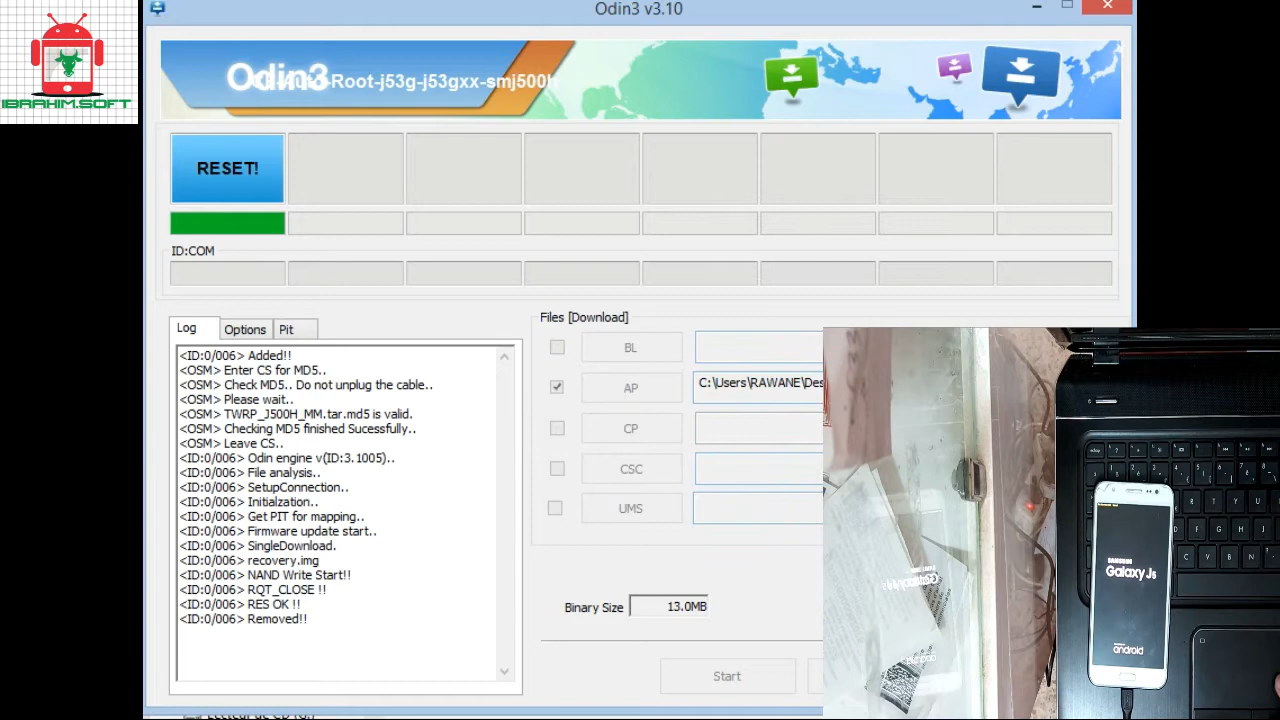 Odin3 v3.10
IBRAHIM.SOFT
Odin3
-Root-j53g-j53gxx-smj500h
RESET!
ID:COM
Log
Options
Pit
<ID:0/006> Added!!
<OSM> Enter CS for MD5..
<OSM> Check MD5.. Do not unplug the cable..
<OSM> Please wait..
<OSM> TWRP_J500H_MM.tar.md5 is valid.
<OSM> Checking MD5 finished Sucessfully..
<OSM> Leave CS..
<ID:0/006> Odin engine v(ID:3.1005)..
<ID:0/006> File analysis..
<ID:0/006> SetupConnection..
<ID:0/006> Initialzation..
<ID:0/006> Get PIT for mapping..
<ID:0/006> Firmware update start..
<ID:0/006> SingleDownload.
<ID:0/006> recovery.img
<ID:0/006> NAND Write Start!!
<ID:0/006> RQT_CLOSE !!
<ID:0/006> RES OK !!
<ID:0/006> Removed!!
Files [Download]
BL
AP
C:\Users\RAWANE\Des
CP
CSC
UMS
Binary Size
13.0MB
Start
SAMSUNG
Galaxy J5
android